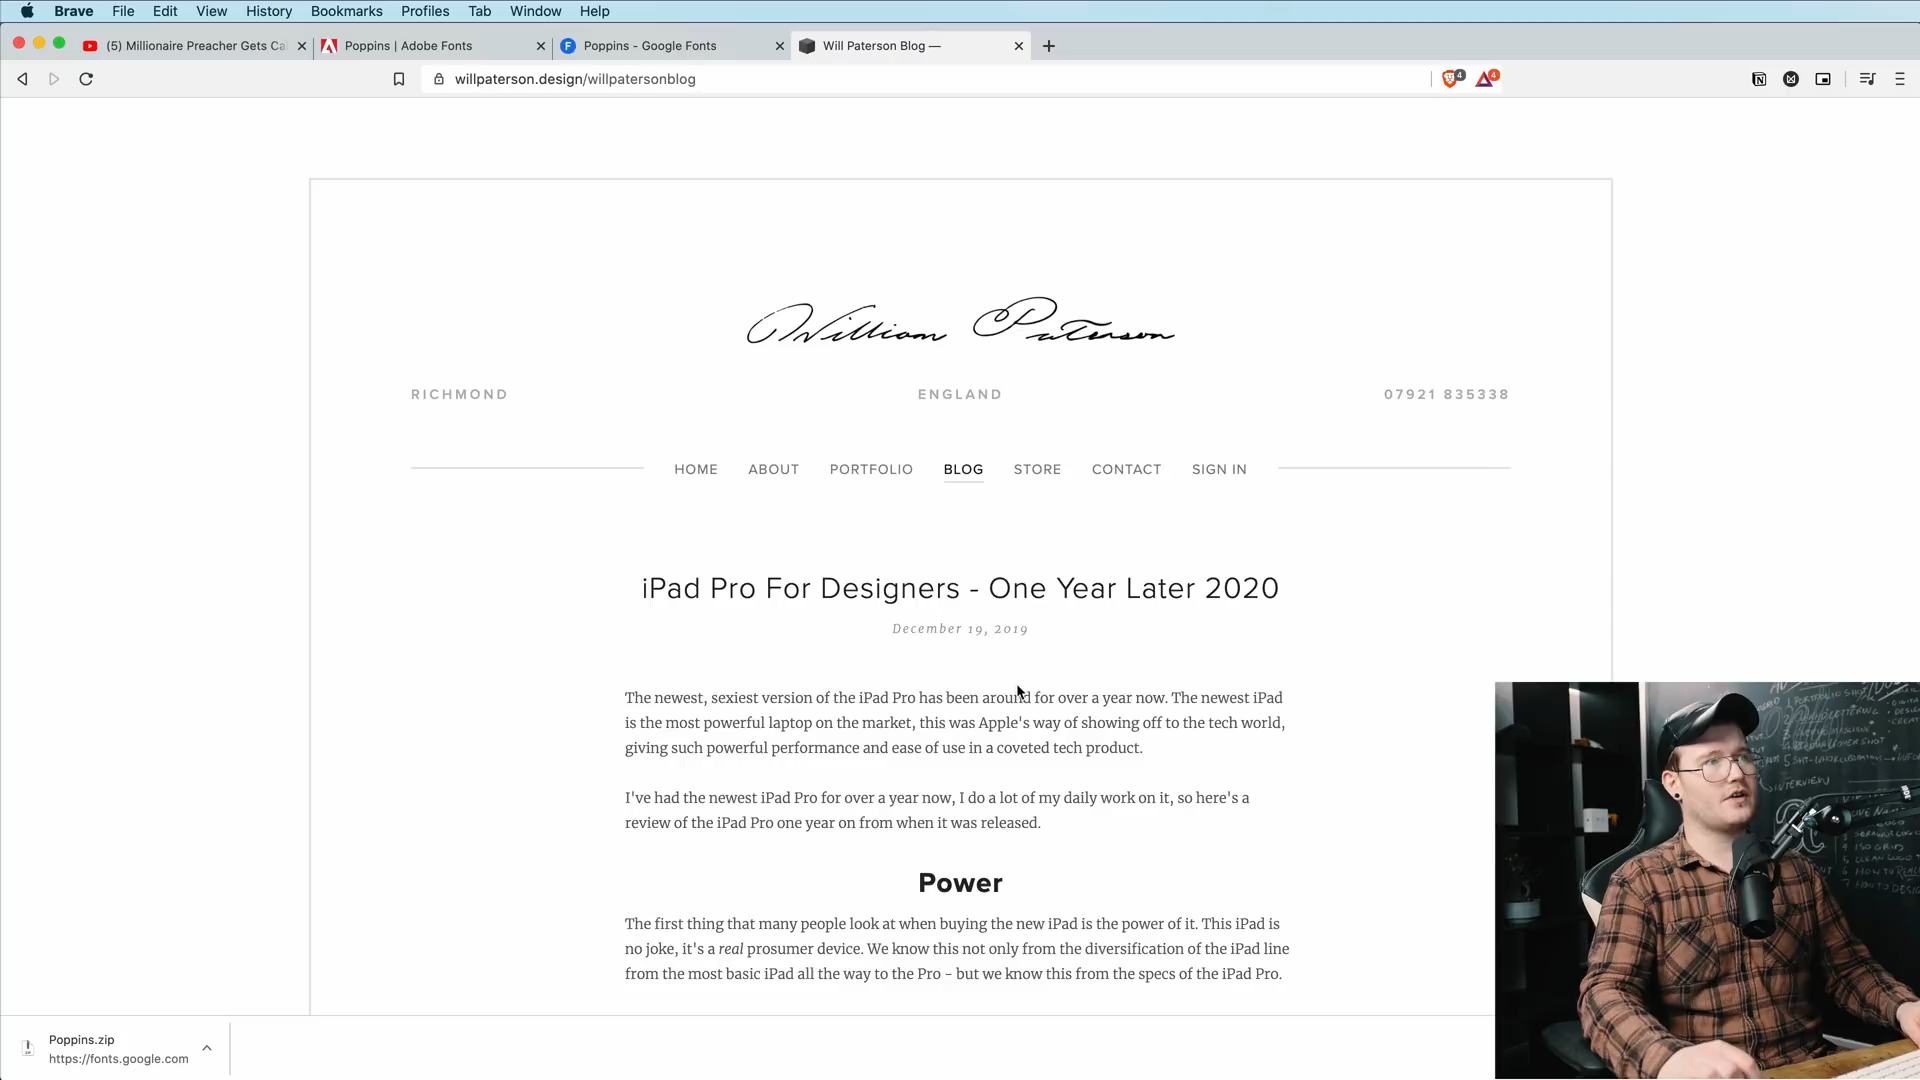 Brave File Edit View History Bookmarks Profiles Tab Window Help
(5) Millionaire Preacher Gets Ca
Poppins | Adobe Fonts
Poppins - Google Fonts
Will Paterson Blog —
willpaterson.design/willpatersonblog
4
4
William Paterson
RICHMOND
ENGLAND
07921 835338
HOME ABOUT PORTFOLIO BLOG STORE CONTACT SIGN IN
iPad Pro For Designers - One Year Later 2020
December 19, 2019
The newest, sexiest version of the iPad Pro has been around for over a year now. The newest iPad
is the most powerful laptop on the market, this was Apple's way of showing off to the tech world,
giving such powerful performance and ease of use in a coveted tech product.
I've had the newest iPad Pro for over a year now, I do a lot of my daily work on it, so here's a
review of the iPad Pro one year on from when it was released.
Power
The first thing that many people look at when buying the new iPad is the power of it. This iPad is
no joke, it's a real prosumer device. We know this not only from the diversification of the iPad line
from the most basic iPad all the way to the Pro - but we know this from the specs of the iPad Pro.
Poppins.zip
https://fonts.google.com
INTERVIEW